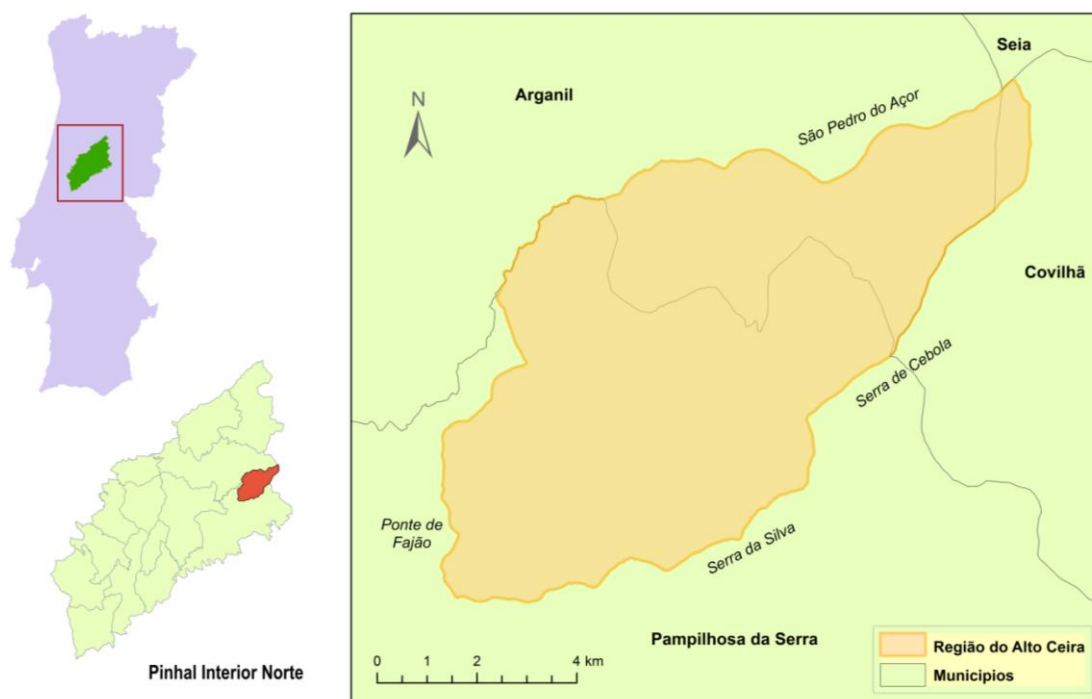 Seia
Arganil
São Pedro do Açor
N
Covilhã
Serra de Cebola
Ponte de
Fajão
Serra da Silva
Pampilhosa da Serra
0 1 2 4 km
Região do Alto Ceira
Municipios
Pinhal Interior Norte